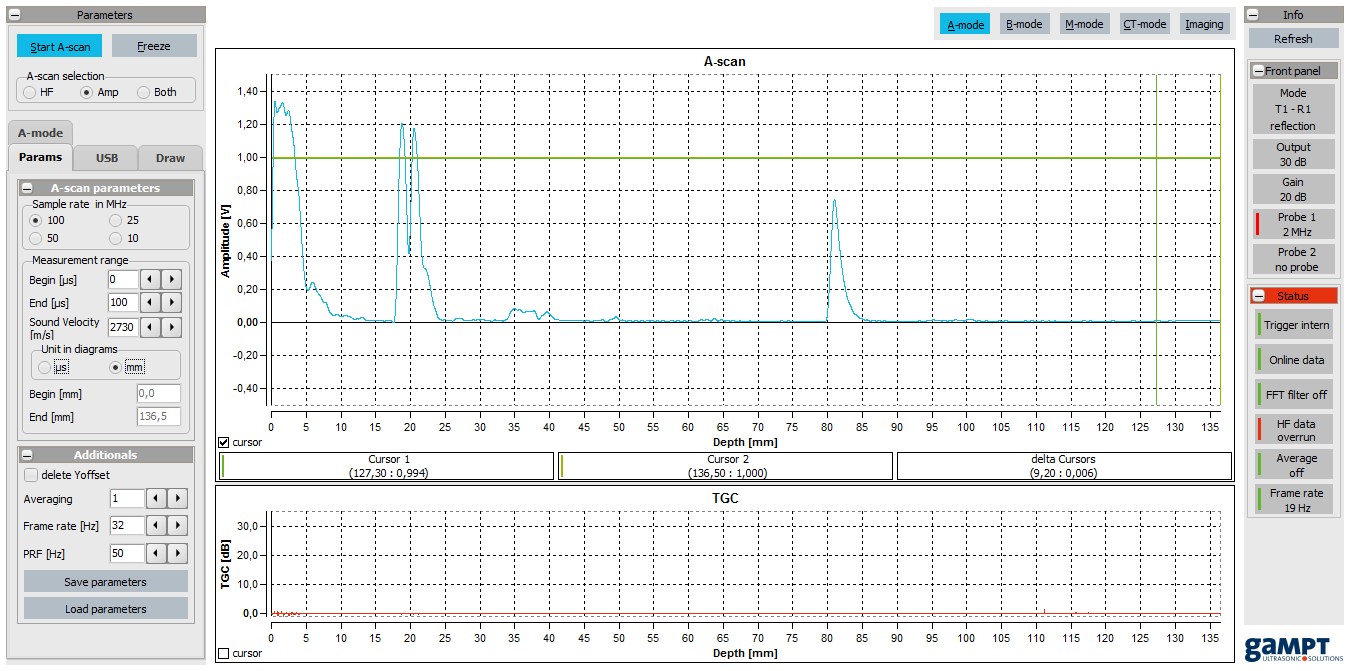 Parameters
Start A-scan
Freeze
A-scan selection
HF
Amp
Both
A-mode
Params
USB
Draw
A-scan parameters
Sample rate in MHz
100
25
50
10
Measurement range
Begin [µs]
0
End [µs]
100
Sound Velocity
[m/s]
2730
Unit in diagrams
µs
mm
Begin [mm]
0,0
End [mm]
136,5
Additionals
delete Yoffset
Averaging
1
Frame rate [Hz]
32
PRF [Hz]
50
Save parameters
Load parameters
A-mode
B-mode
M-mode
CT-mode
Imaging
A-scan
Amplitude [V]
1,40
1,20
1,00
0,80
0,60
0,40
0,20
0,00
-0,20
-0,40
0 5 10 15 20 25 30 35 40 45 50 55 60 65 70 75 80 85 90 95 100 105 110 115 120 125 130 135
Depth [mm]
cursor
Cursor 1
(127,30 : 0,994)
Cursor 2
(136,50 : 1,000)
delta Cursors
(9,20 : 0,006)
TGC
TGC [dB]
30,0
20,0
10,0
0,0
0 5 10 15 20 25 30 35 40 45 50 55 60 65 70 75 80 85 90 95 100 105 110 115 120 125 130 135
Depth [mm]
cursor
Info
Refresh
Front panel
Mode
T1 - R1
reflection
Output
30 dB
Gain
20 dB
Probe 1
2 MHz
Probe 2
no probe
Status
Trigger intern
Online data
FFT filter off
HF data
overrun
Average
off
Frame rate
19 Hz
gAMPT
ULTRASONIC SOLUTIONS